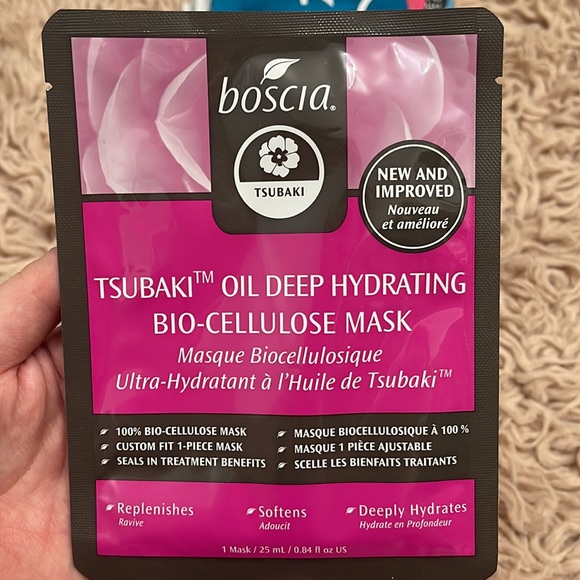 boscia®
TSUBAKI
NEW AND
IMPROVED
Nouveau
et amélioré
TSUBAKI™ OIL DEEP HYDRATING
BIO-CELLULOSE MASK
Masque Biocellulosique
Ultra-Hydratant à l'Huile de Tsubaki™
100% BIO-CELLULOSE MASK
CUSTOM FIT 1-PIECE MASK
SEALS IN TREATMENT BENEFITS
MASQUE BIOCELLULOSIQUE À 100 %
MASQUE 1 PIÈCE AJUSTABLE
SCELLE LES BIENFAITS TRAITANTS
Replenishes
Ravive
Softens
Adoucit
Deeply Hydrates
Hydrate en Profondeur
1 Mask / 25 mL / 0.84 fl oz US